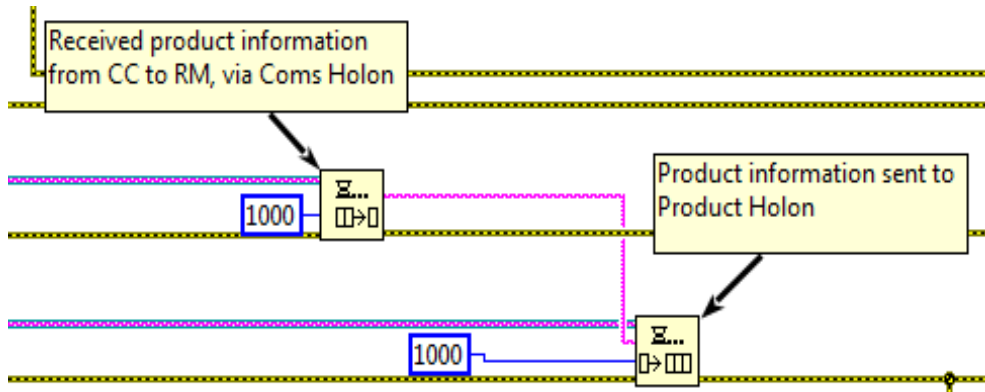 Received product information
from CC to RM, via Coms Holon
1000
Product information sent to
Product Holon
1000